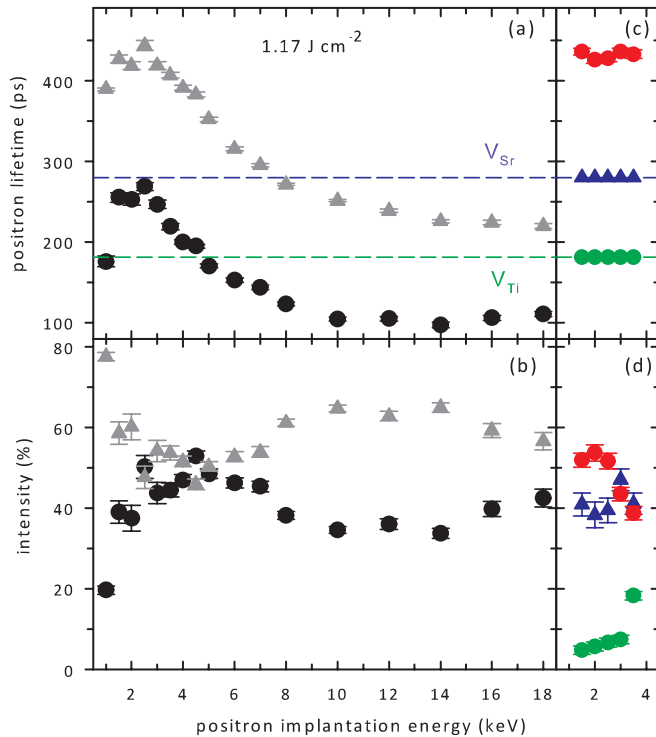 (a)
1.17 J cm⁻²
(c)
positron lifetime (ps)
400
300
200
100
V_Sr
V_Ti
(b)
(d)
intensity (%)
80
60
40
20
0
2 4 6 8 10 12 14 16 18
2 4
positron implantation energy (keV)